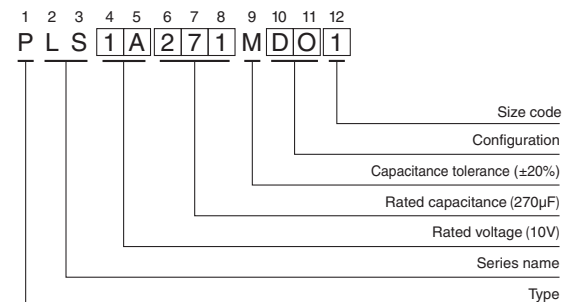 1 2 3 4 5 6 7 8 9 10 11 12
P L S 1 A 2 7 1 M D O 1
Size code
Configuration
Capacitance tolerance (±20%)
Rated capacitance (270µF)
Rated voltage (10V)
Series name
Type